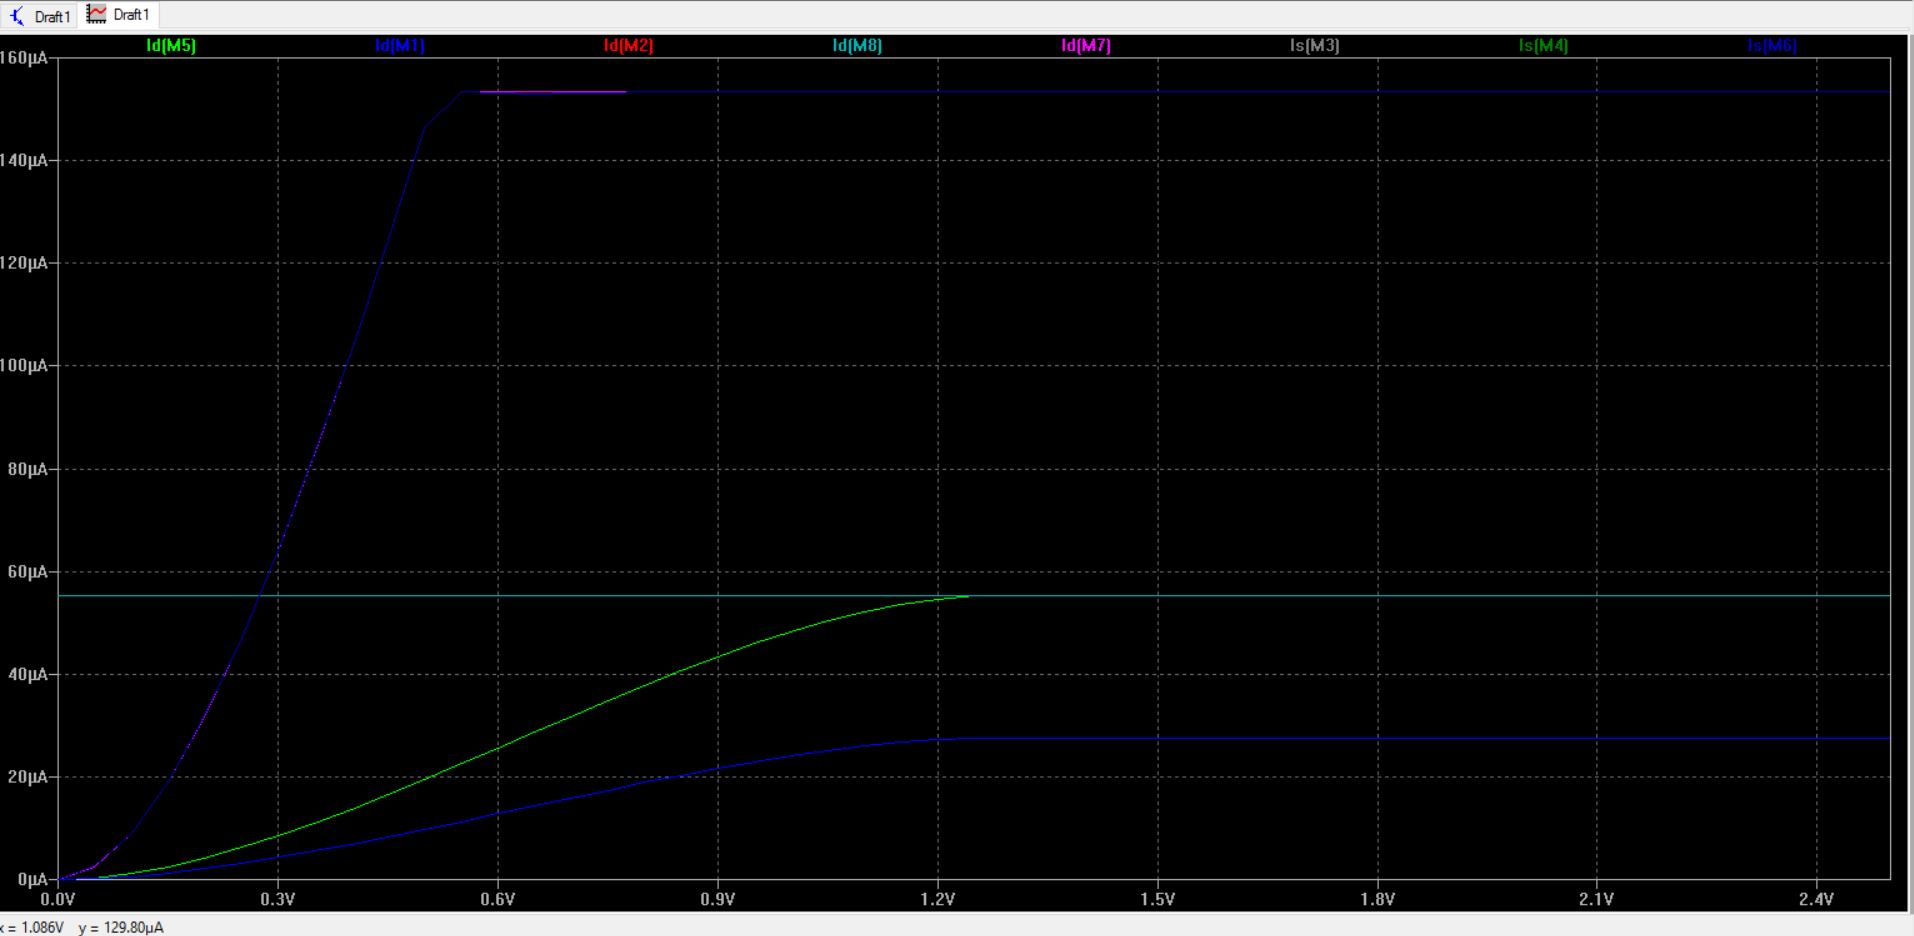 Draft1 Draft1
Id(M5) Id(M1) Id(M2) Id(M8) Id(M7) Is(M3) Is(M4) Is(M6)
160µA
140µA
120µA
100µA
80µA
60µA
40µA
20µA
0µA
0.0V 0.3V 0.6V 0.9V 1.2V 1.5V 1.8V 2.1V 2.4V
x = 1.086V y = 129.80µA